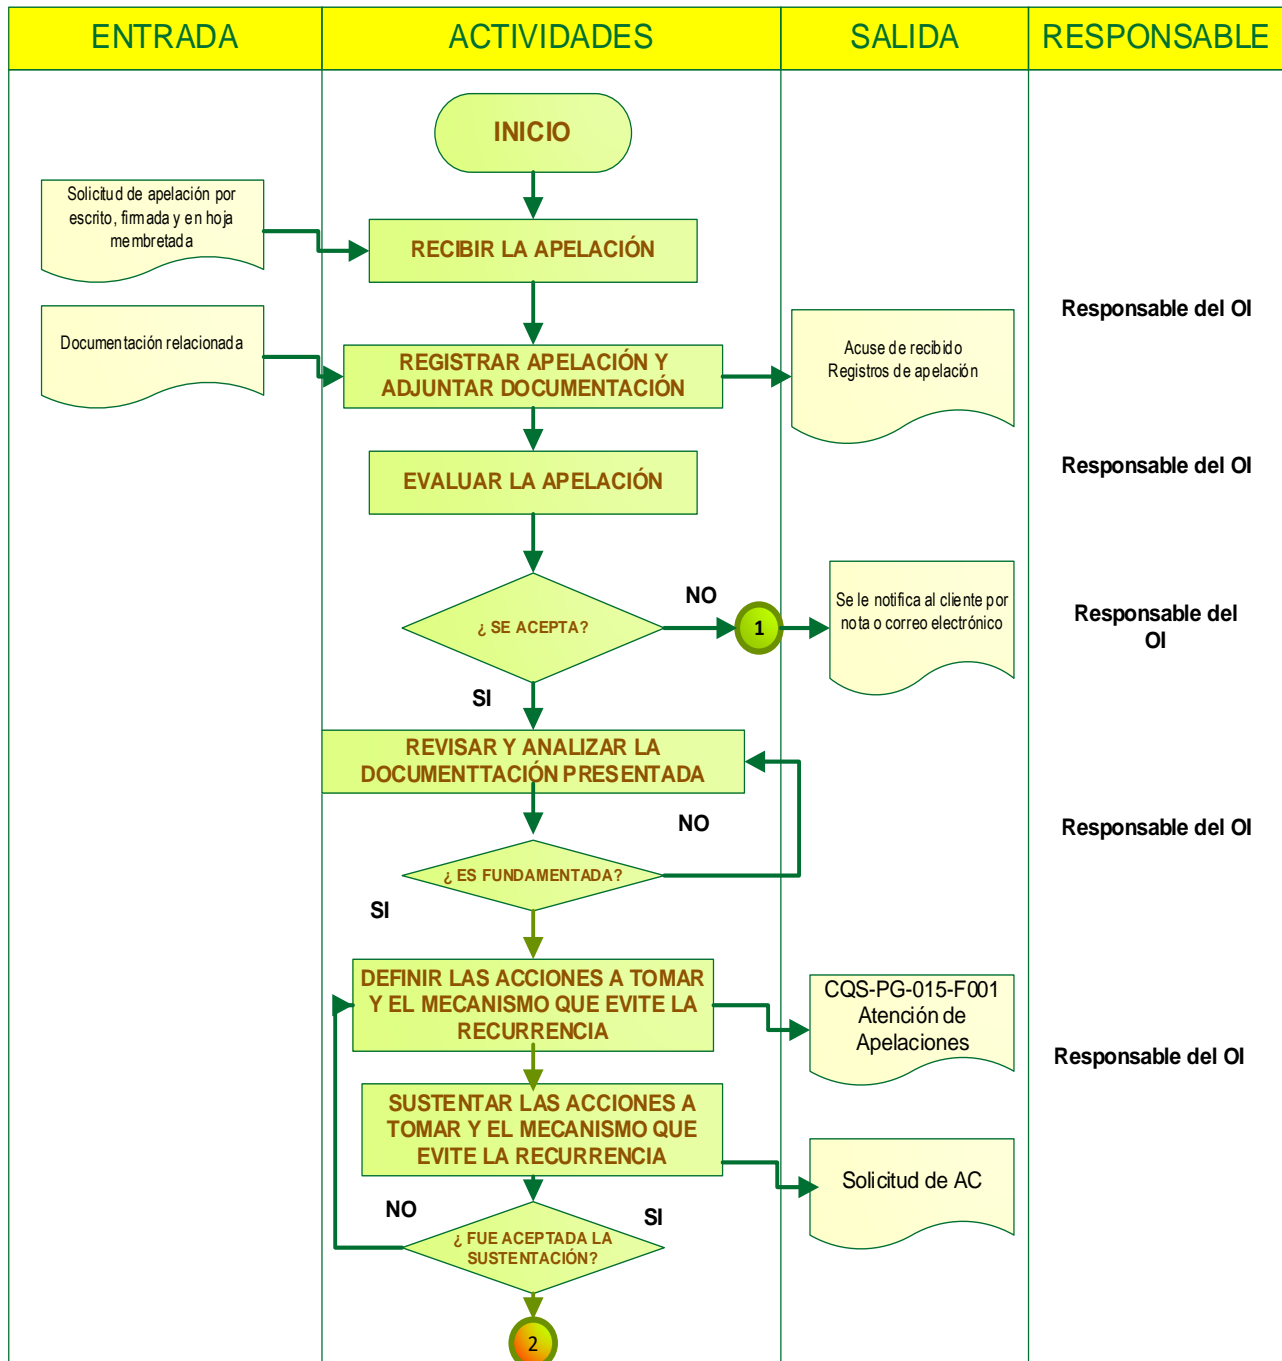 ENTRADA
ACTIVIDADES
SALIDA
RESPONSABLE
INICIO
Solicitud de apelación por
escrito, firmada y en hoja
membretada
RECIBIR LA APELACIÓN
Responsable del OI
Documentación relacionada
REGISTRAR APELACIÓN Y
ADJUNTAR DOCUMENTACIÓN
Acuse de recibido
Registros de apelación
EVALUAR LA APELACIÓN
Responsable del OI
¿ SE ACEPTA?
NO
1
Se le notifica al cliente por
nota o correo electrónico
Responsable del
OI
SI
REVISAR Y ANALIZAR LA
DOCUMENTTACIÓN PRESENTADA
NO
Responsable del OI
¿ ES FUNDAMENTADA?
SI
DEFINIR LAS ACCIONES A TOMAR
Y EL MECANISMO QUE EVITE LA
RECURRENCIA
CQS-PG-015-F001
Atención de
Apelaciones
Responsable del OI
SUSTENTAR LAS ACCIONES A
TOMAR Y EL MECANISMO QUE
EVITE LA RECURRENCIA
Solicitud de AC
NO
SI
¿ FUE ACEPTADA LA
SUSTENTACIÓN?
2